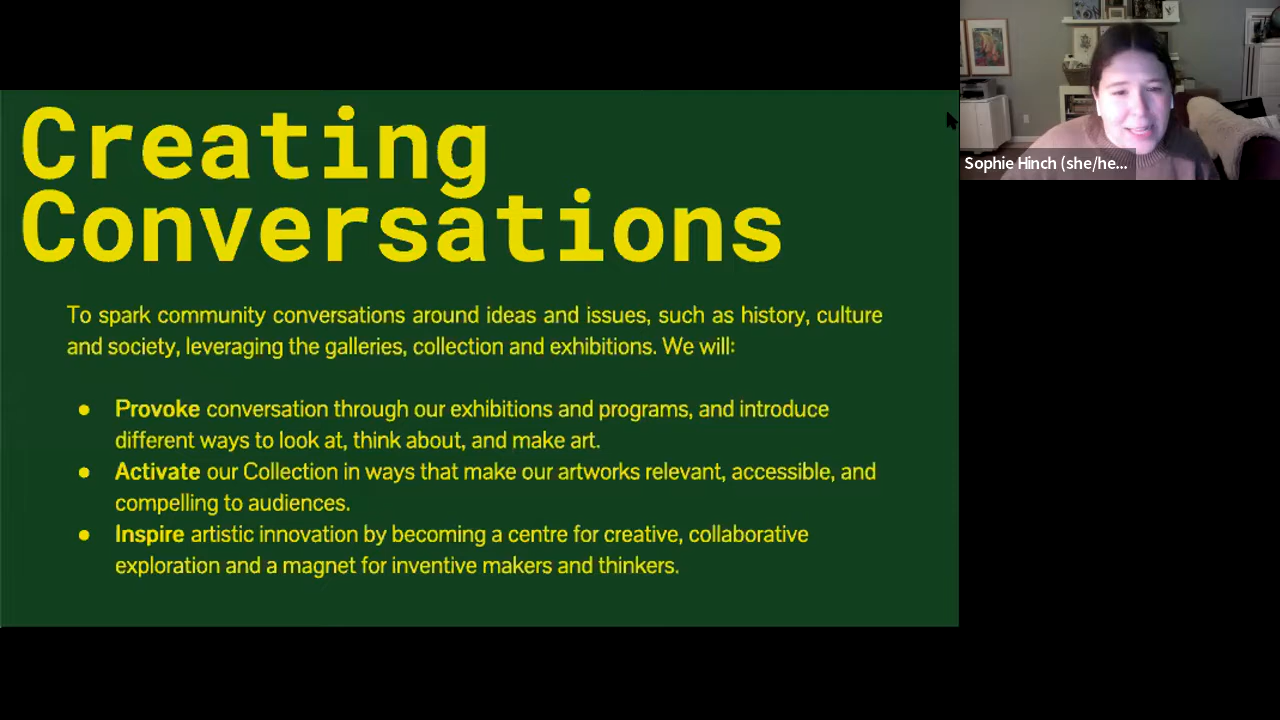 Creating
Conversations
To spark community conversations around ideas and issues, such as history, culture
and society, leveraging the galleries, collection and exhibitions. We will:
● Provoke conversation through our exhibitions and programs, and introduce
different ways to look at, think about, and make art.
● Activate our Collection in ways that make our artworks relevant, accessible, and
compelling to audiences.
● Inspire artistic innovation by becoming a centre for creative, collaborative
exploration and a magnet for inventive makers and thinkers.
Sophie Hinch (she/he...